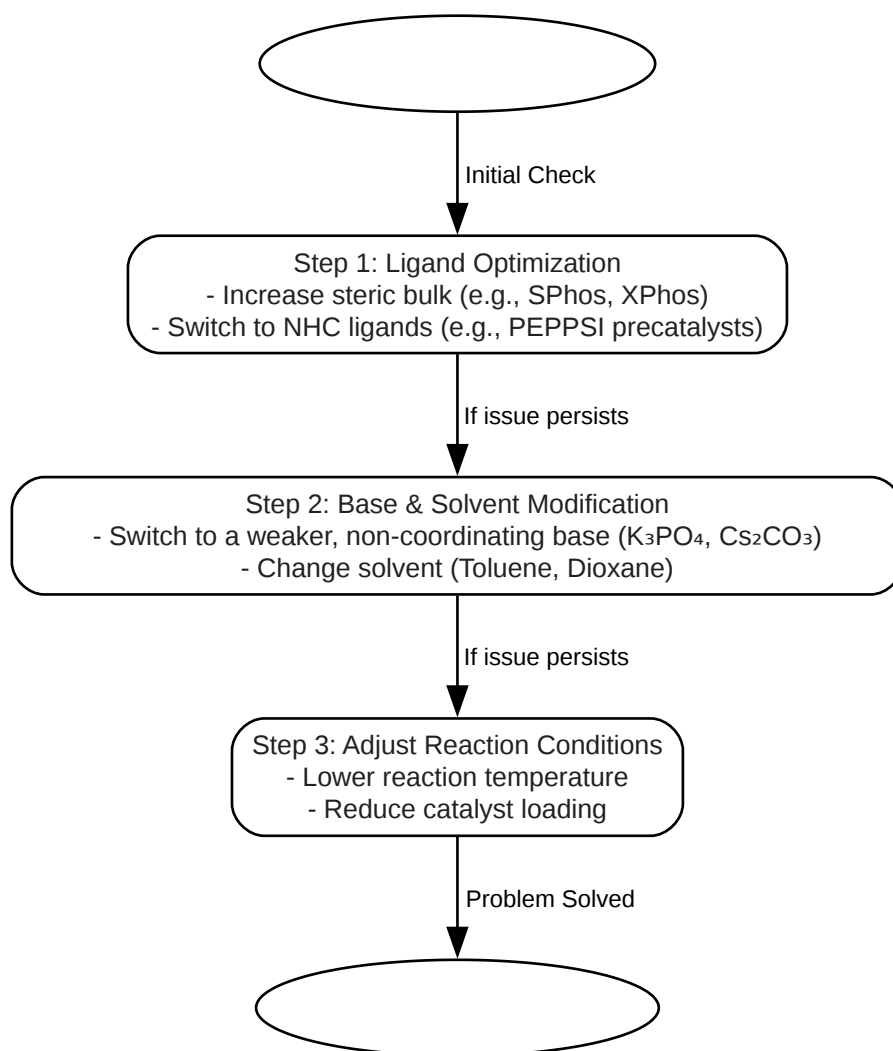 Initial Check
Step 1: Ligand Optimization
- Increase steric bulk (e.g., SPhos, XPhos)
- Switch to NHC ligands (e.g., PEPPSI precatalysts)
If issue persists
Step 2: Base & Solvent Modification
- Switch to a weaker, non-coordinating base (K₃PO₄, Cs₂CO₃)
- Change solvent (Toluene, Dioxane)
If issue persists
Step 3: Adjust Reaction Conditions
- Lower reaction temperature
- Reduce catalyst loading
Problem Solved